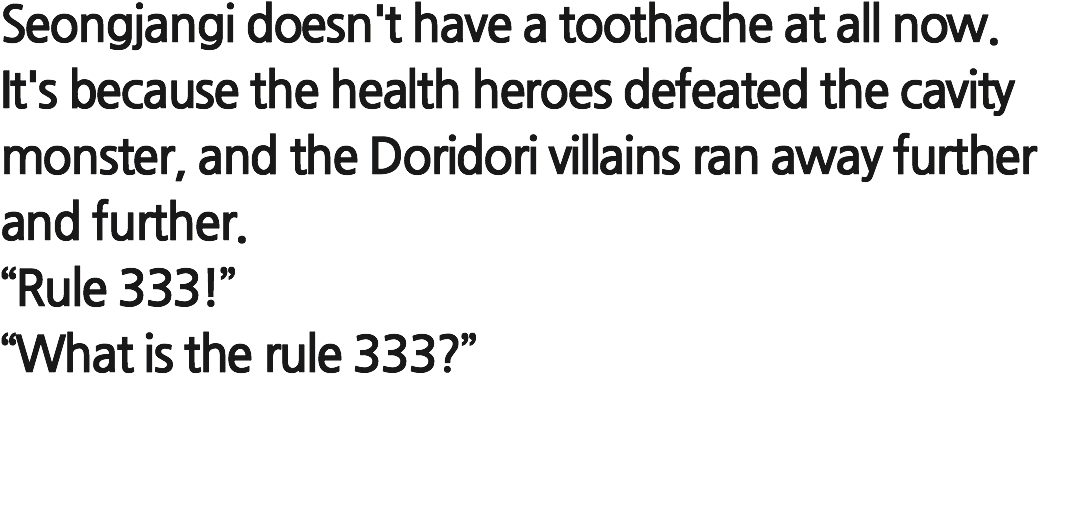 Seongjangi doesn't have a toothache at all now.
It's because the health heroes defeated the cavity
monster, and the Doridori villains ran away further
and further.
“Rule 333!”
“What is the rule 333?”